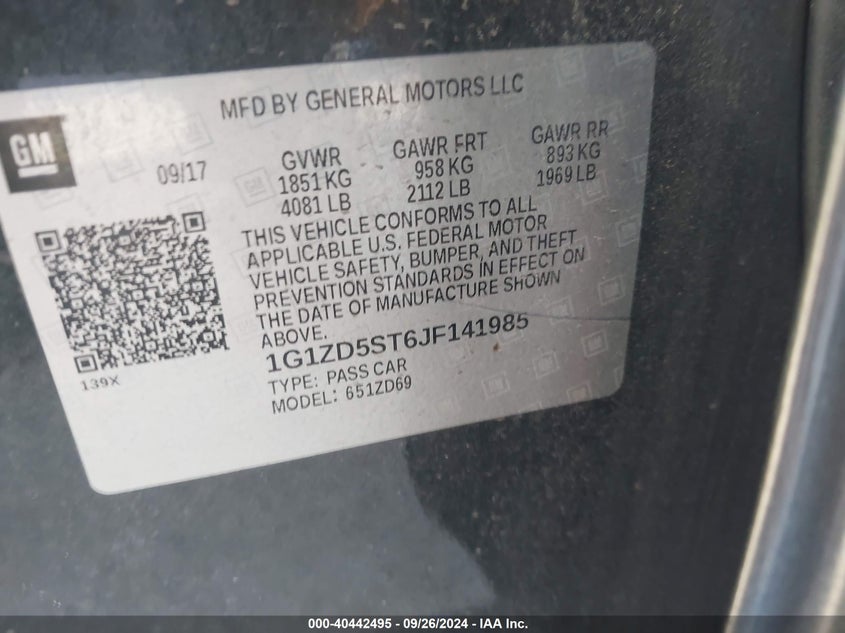 MFD BY GENERAL MOTORS LLC
GM
09/17
GVWR
1851 KG
4081 LB
GAWR FRT
958 KG
2112 LB
GAWR RR
893 KG
1969 LB
THIS VEHICLE CONFORMS TO ALL
APPLICABLE U.S. FEDERAL MOTOR
VEHICLE SAFETY, BUMPER, AND THEFT
PREVENTION STANDARDS IN EFFECT ON
THE DATE OF MANUFACTURE SHOWN
ABOVE.
1G1ZD5ST6JF141985
TYPE: PASS CAR
MODEL: 651ZD69
139X
000-40442495 - 09/26/2024 - IAA Inc.